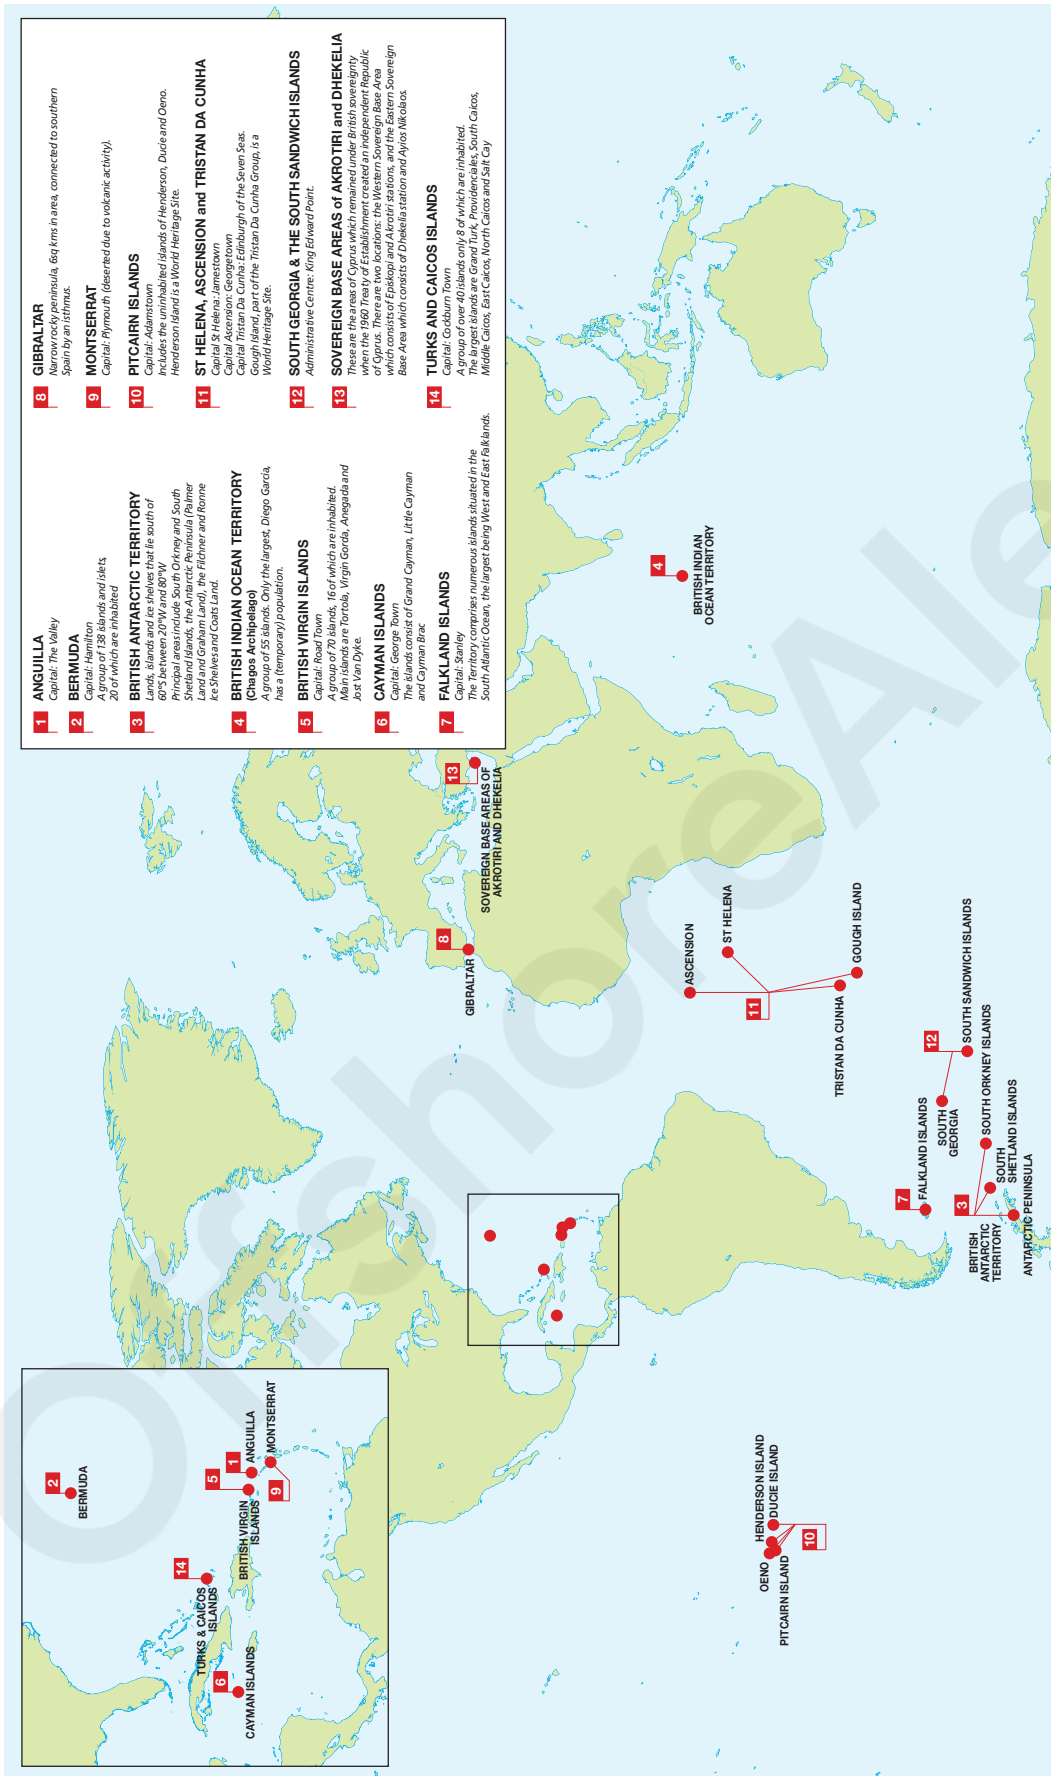 1
ANGUILLA
Capital: The Valley
2
BERMUDA
Capital: Hamilton
A group of 138 islands and islets,
20 of which are inhabited
3
BRITISH ANTARCTIC TERRITORY
Lands, islands and ice shelves that lie south of
60°S between 20°W and 80°W
Principal areas include South Orkney and South
Shetland Islands, the Antarctic Peninsula (Palmer
Land and Graham Land), the Filchner and Ronne
Ice Shelves and Coats Land.
4
BRITISH INDIAN OCEAN TERRITORY
(Chagos Archipelago)
A group of 55 islands. Only the largest, Diego Garcia,
has a (temporary) population.
5
BRITISH VIRGIN ISLANDS
Capital: Road Town
A group of 70 islands, 16 of which are inhabited.
Main islands are Tortola, Virgin Gorda, Anegada and
Jost Van Dyke.
6
CAYMAN ISLANDS
Capital: George Town
The islands consist of Grand Cayman, Little Cayman
and Cayman Brac
7
FALKLAND ISLANDS
Capital: Stanley
The Territory comprises numerous islands situated in the
South Atlantic Ocean, the largest being West and East Falklands.
8
GIBRALTAR
Narrow rocky peninsula, 6sq kms in area, connected to southern
Spain by an isthmus.
9
MONTSERRAT
Capital: Plymouth (deserted due to volcanic activity).
10
PITCAIRN ISLANDS
Capital: Adamstown
Includes the uninhabited islands of Henderson, Ducie and Oeno.
Henderson Island is a World Heritage Site.
11
ST HELENA, ASCENSION and TRISTAN DA CUNHA
Capital St Helena: Jamestown
Capital Ascension: Georgetown
Capital Tristan Da Cunha: Edinburgh of the Seven Seas.
Gough Island, part of the Tristan Da Cunha Group, is a
World Heritage Site.
12
SOUTH GEORGIA & THE SOUTH SANDWICH ISLANDS
Administrative Centre: King Edward Point.
13
SOVEREIGN BASE AREAS of AKROTIRI and DHEKELIA
These are the areas of Cyprus which remained under British sovereignty
when the 1960 Treaty of Establishment created an independent Republic
of Cyprus. There are two locations: the Western Sovereign Base Area
which consists of Episkopi and Akrotiri stations, and the Eastern Sovereign
Base Area which consists of Dhekelia station and Ayios Nikolaos.
14
TURKS AND CAICOS ISLANDS
Capital: Cockburn Town
A group of over 40 islands only 8 of which are inhabited.
The largest islands are Grand Turk, Providenciales, South Caicos,
Middle Caicos, East Caicos, North Caicos and Salt Cay
2
BERMUDA
14
TURKS & CAICOS
ISLANDS
5
BRITISH VIRGIN
ISLANDS
1
ANGUILLA
9
MONTSERRAT
6
CAYMAN ISLANDS
8
GIBRALTAR
13
SOVEREIGN BASE AREAS OF
AKROTIRI AND DHEKELIA
4
BRITISH INDIAN
OCEAN TERRITORY
ASCENSION
ST HELENA
11
TRISTAN DA CUNHA
GOUGH ISLAND
HENDERSON ISLAND
DUCIE ISLAND
OENO
PITCAIRN ISLAND
10
7
FALKLAND ISLANDS
12
SOUTH
GEORGIA
SOUTH SANDWICH ISLANDS
3
BRITISH
ANTARCTIC
TERRITORY
SOUTH ORKNEY ISLANDS
SOUTH
SHETLAND ISLANDS
ANTARCTIC PENINSULA
OffshoreAle